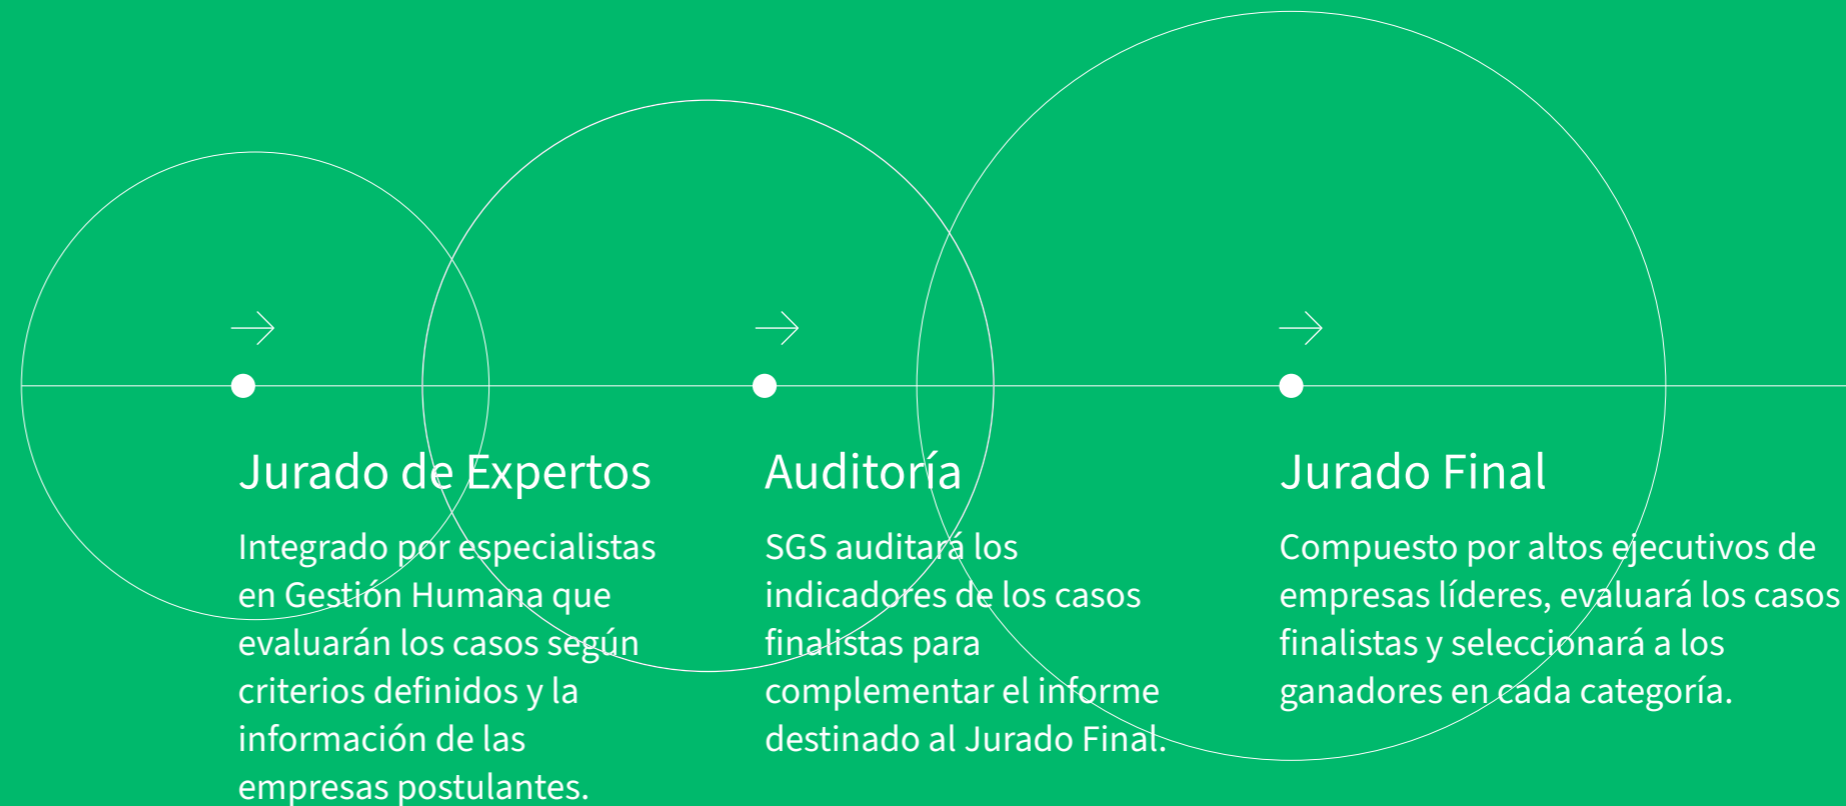 Jurado de Expertos
Integrado por especialistas
en Gestión Humana que
evaluarán los casos según
criterios definidos y la
información de las
empresas postulantes.
Auditoría
SGS auditará los
indicadores de los casos
finalistas para
complementar el informe
destinado al Jurado Final.
Jurado Final
Compuesto por altos ejecutivos de
empresas líderes, evaluará los casos
finalistas y seleccionará a los
ganadores en cada categoría.